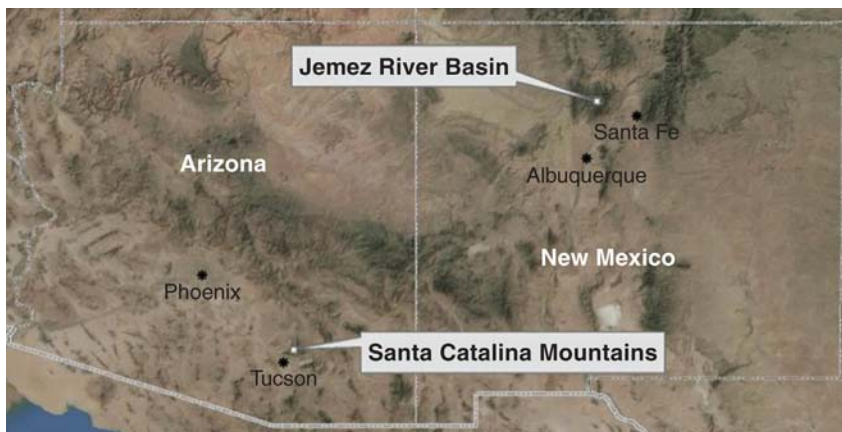 Jemez River Basin
Santa Fe
Arizona
Albuquerque
New Mexico
Phoenix
Santa Catalina Mountains
Tucson